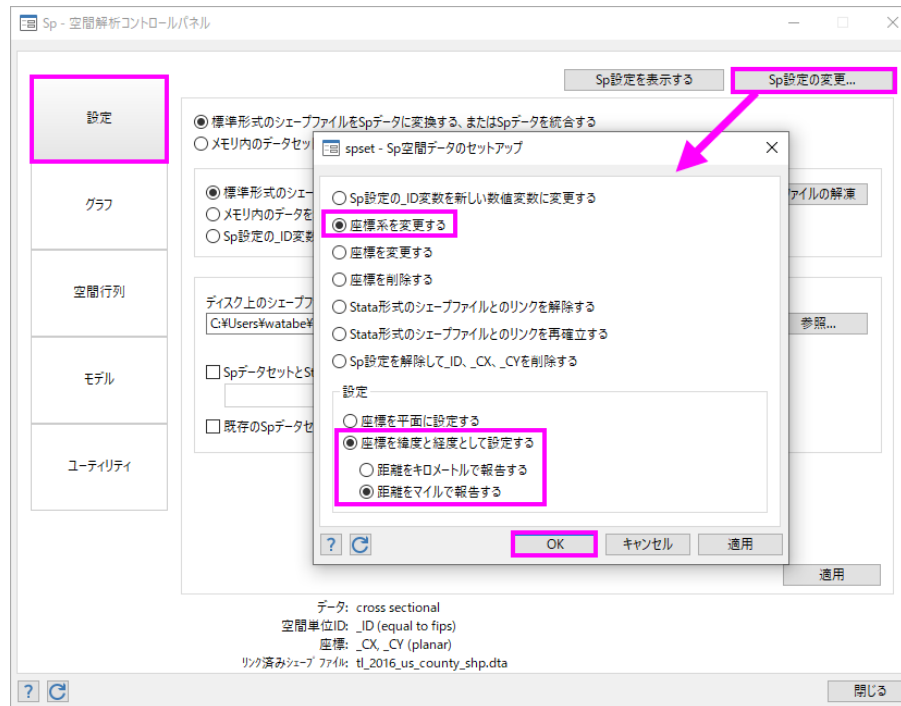 Sp - 空間解析コントロールパネル
Sp設定を表示する
Sp設定の変更...
設定
グラフ
空間行列
モデル
ユーティリティ
標準形式のシェープファイルをSpデータに変換する、またはSpデータを統合する
メモリ内のデータセッ
標準形式のシェー
メモリ内のデータを
Sp設定の_ID変数
ファイルの解凍
ディスク上のシェープフ
C:¥Users¥watabe¥
参照...
SpデータセットとSt
既存のSpデータセ
spset - Sp空間データのセットアップ
Sp設定の_ID変数を新しい数値変数に変更する
座標系を変更する
座標を変更する
座標を削除する
Stata形式のシェープファイルとのリンクを解除する
Stata形式のシェープファイルとのリンクを再確立する
Sp設定を解除して_ID、_CX、_CYを削除する
設定
座標を平面に設定する
座標を緯度と経度として設定する
距離をキロメートルで報告する
距離をマイルで報告する
?
OK
キャンセル
適用
適用
データ: cross sectional
空間単位ID: _ID (equal to fips)
座標: _CX, _CY (planar)
リンク済みシェープ ファイル: tl_2016_us_county_shp.dta
?
閉じる